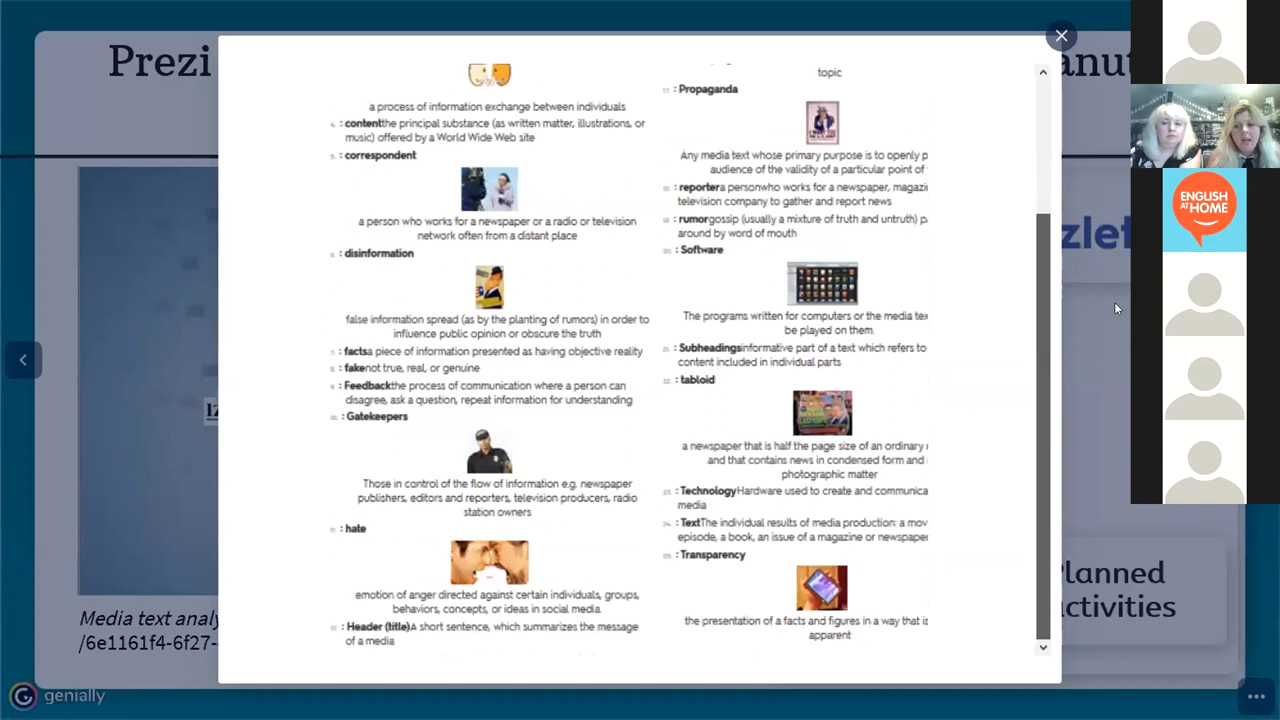 Prezi
anut
a process of information exchange between individuals
: contentthe principal substance (as written matter, illustrations, or
music) offered by a World Wide Web site
: correspondent
a person who works for a newspaper or a radio or television
network often from a distant place
: disinformation
false information spread (as by the planting of rumors) in order to
influence public opinion or obscure the truth
: factsa piece of information presented as having objective reality
: fakenot true, real, or genuine
: Feedbackthe process of communication where a person can
disagree, ask a question, repeat information for understanding
: Gatekeepers
Those in control of the flow of information e.g. newspaper
publishers, editors and reporters, television producers, radio
station owners
: hate
emotion of anger directed against certain individuals, groups,
behaviors, concepts, or ideas in social media.
: Header (title)A short sentence, which summarizes the message
of a media
topic
: Propaganda
I WANT YOU
Any media text whose primary purpose is to openly p
audience of the validity of a particular point of
: reportera personwho works for a newspaper, magazi
television company to gather and report news
: rumorgossip (usually a mixture of truth and untruth) p
around by word of mouth
: Software
The programs written for computers or the media tex
be played on them.
: Subheadingsinformative part of a text which refers to
content included in individual parts
: tabloid
a newspaper that is half the page size of an ordinary
and that contains news in condensed form and
photographic matter
: TechnologyHardware used to create and communica
media
: TextThe individual results of media production: a mov
episode, a book, an issue of a magazine or newspape
: Transparency
the presentation of a facts and figures in a way that is
apparent
ENGLISH
AT HOME
zlet
Iz
Media text analy
/6e1161f4-6f27-
Planned
ctivities
genially